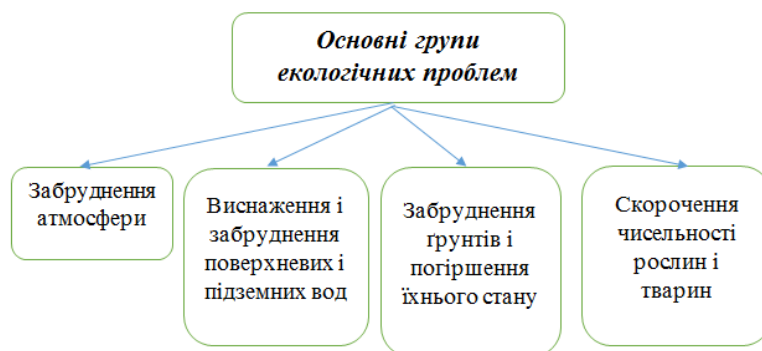 Основні групи
екологічних проблем
Забруднення
атмосфери
Виснаження і
забруднення
поверхневих і
підземних вод
Забруднення
ґрунтів і
погіршення
їхнього стану
Скорочення
чисельності
рослин і
тварин